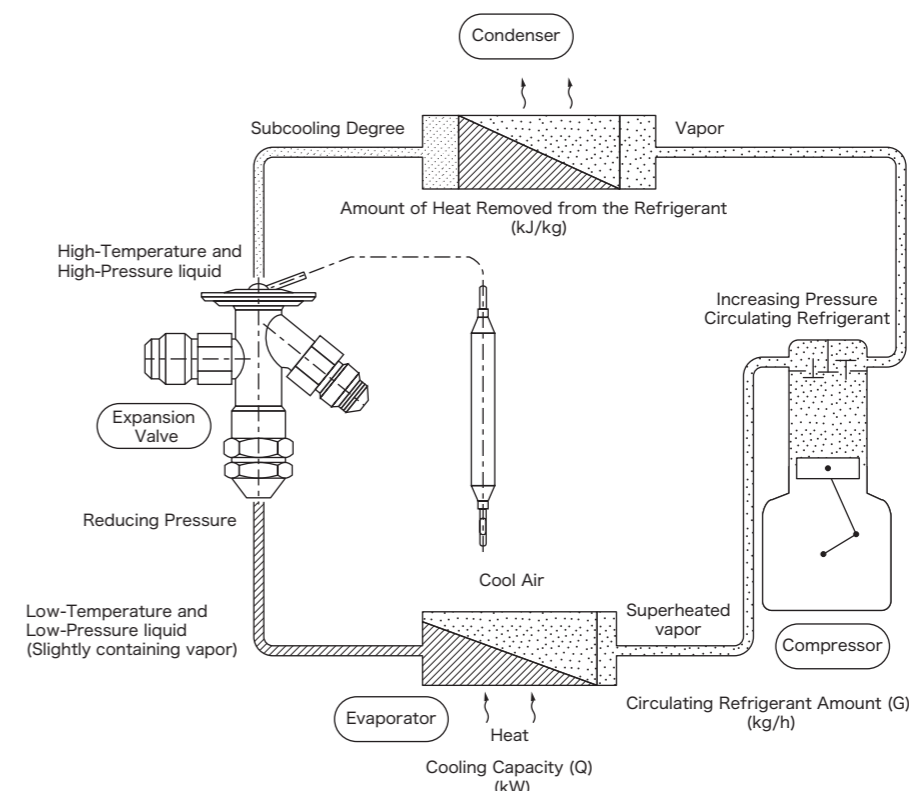 Condenser
Subcooling Degree
Vapor
Amount of Heat Removed from the Refrigerant
(kJ/kg)
High-Temperature and
High-Pressure liquid
Increasing Pressure
Circulating Refrigerant
Expansion
Valve
Reducing Pressure
Cool Air
Low-Temperature and
Low-Pressure liquid
(Slightly containing vapor)
Superheated
vapor
Compressor
Evaporator
Heat
Circulating Refrigerant Amount (G)
(kg/h)
Cooling Capacity (Q)
(kW)